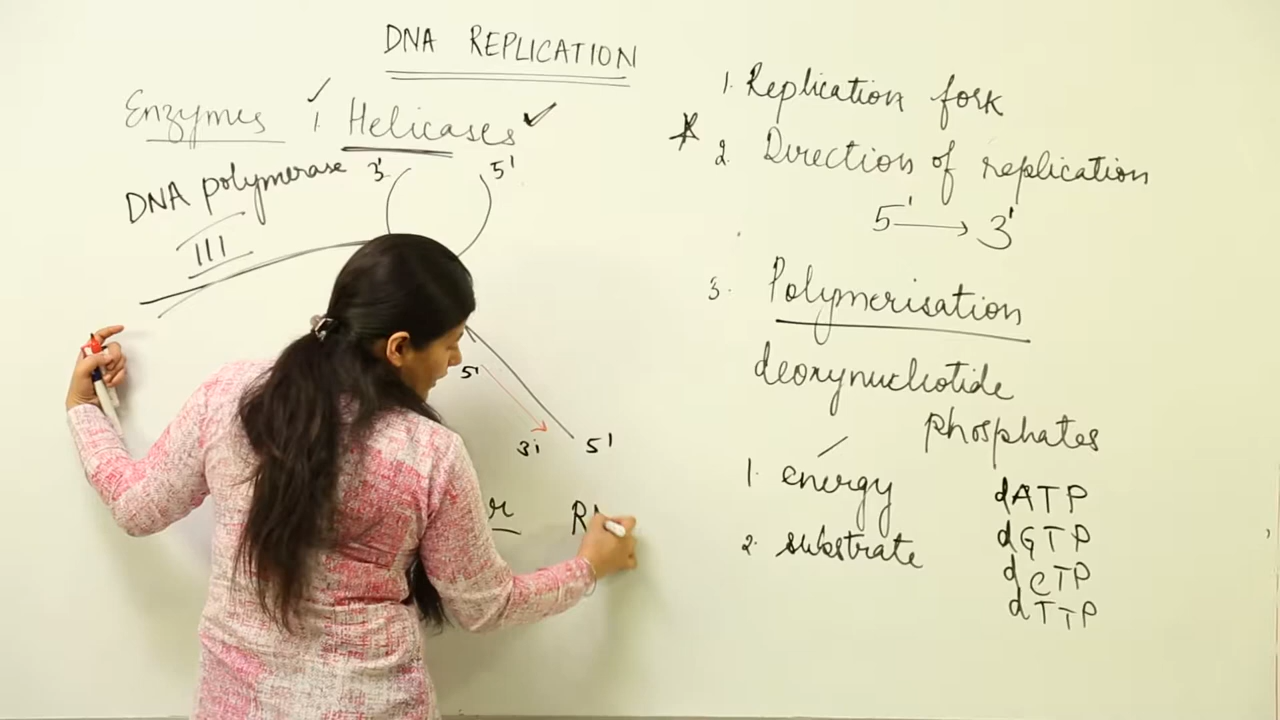 DNA REPLICATION
Enzymes 1. Helicases
DNA polymerase
III
3' 5'
5'
3' 5'
1. Replication fork
2. Direction of replication
5' → 3'
3. Polymerisation
deoxynucleotide
phosphates
1. energy
2. substrate
dATP
dGTP
dCTP
dTTP